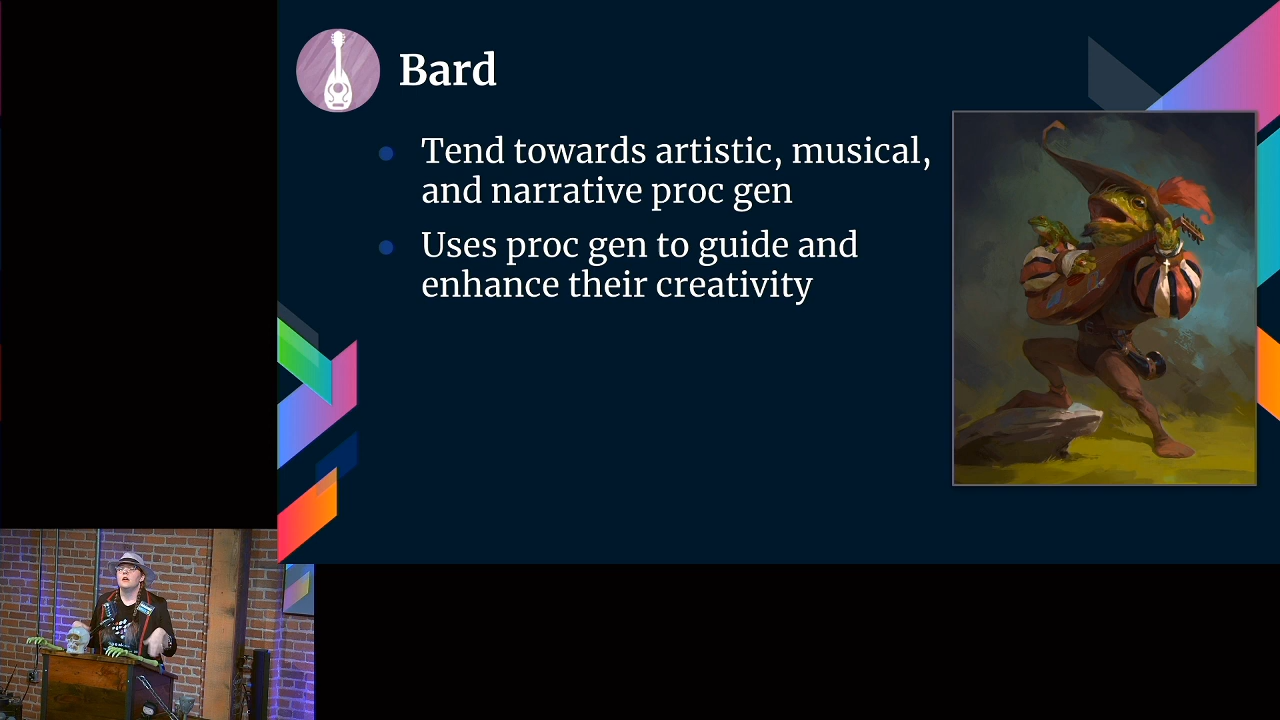 Bard
Tend towards artistic, musical,
and narrative proc gen
Uses proc gen to guide and
enhance their creativity